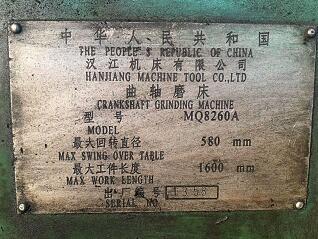 中华人民共和国
THE PEOPLE'S REPUBLIC OF CHINA
汉江机床有限公司
HANJIANG MACHINE TOOL CO.,LTD
曲轴磨床
CRANKSHAFT GRINDING MACHINE
型号 MQ8260A
MODEL
最大回转直径 580 mm
MAX SWING OVER TABLE
最大工件长度 1600 mm
MAX WORK LENGTH
出厂编号 1358
SERIAL NO